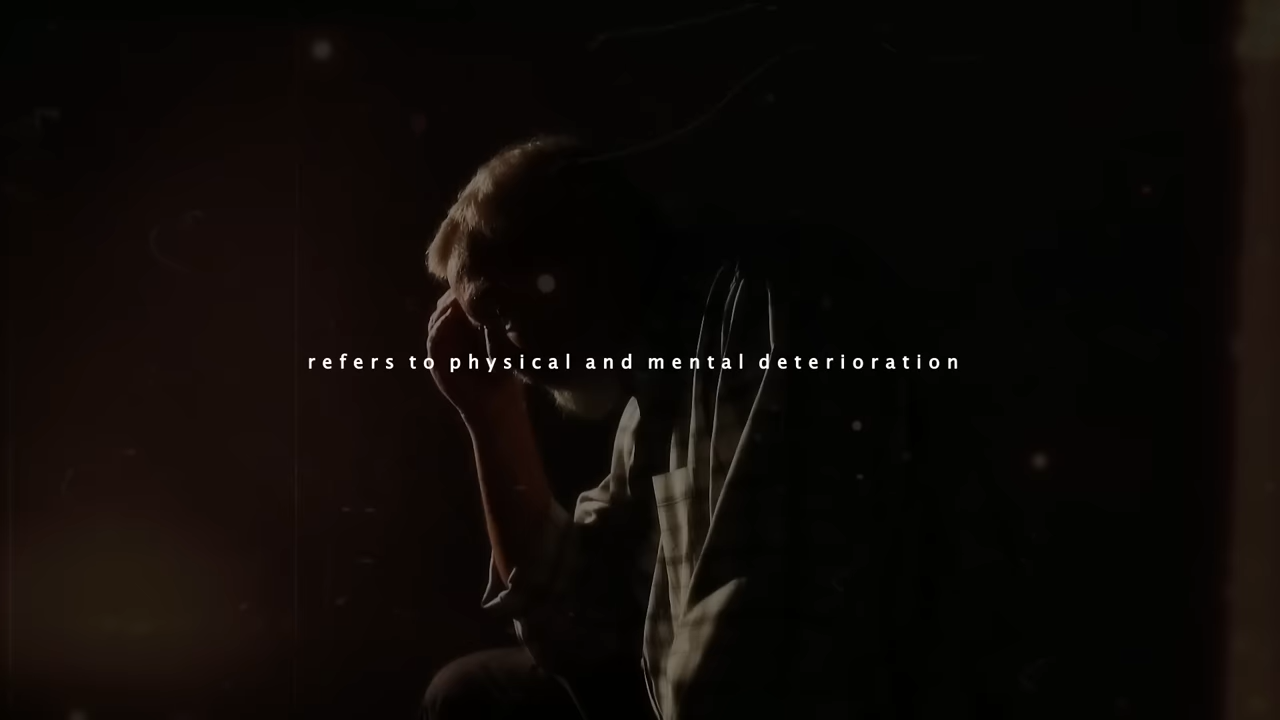 refers to physical and mental deterioration